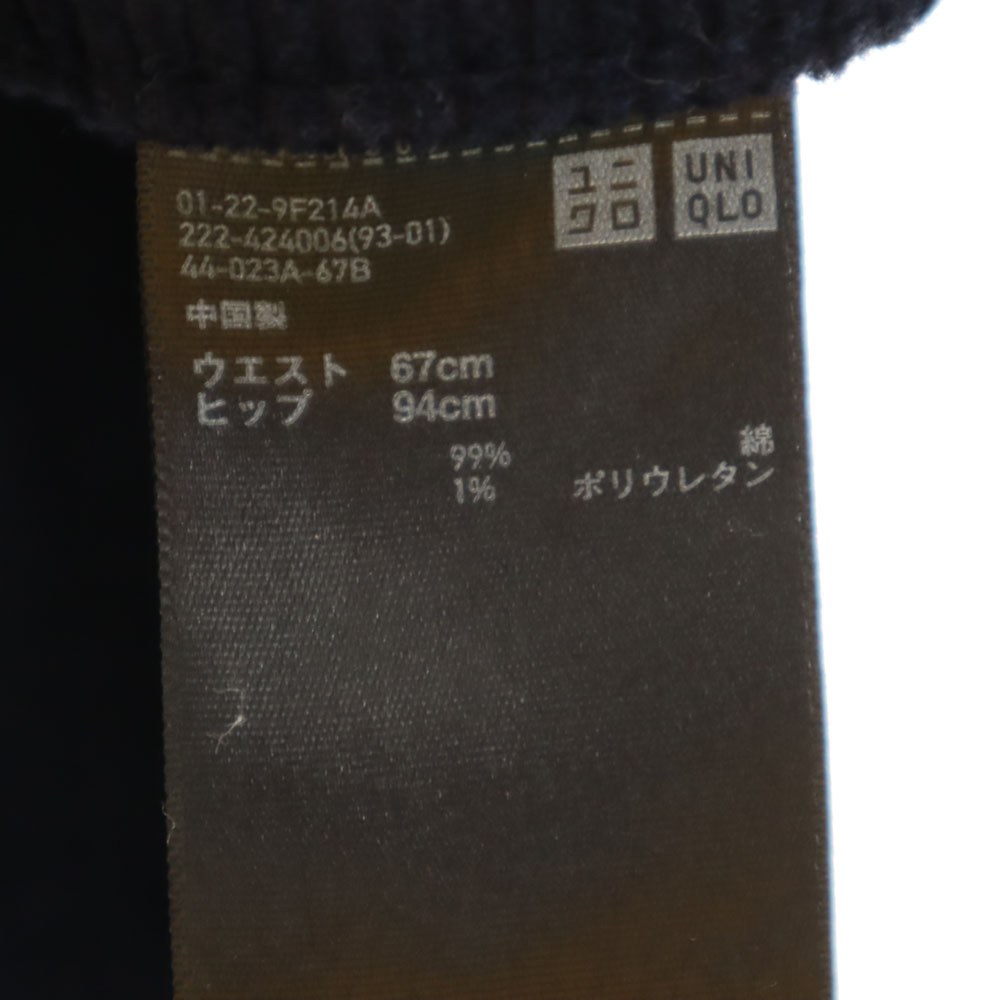 ユニ
クロ
UNI
QLO
01-22-9F214A
222-424006(93-01)
44-023A-67B
中国製
ウエスト 67cm
ヒップ 94cm
99% 綿
1% ポリウレタン